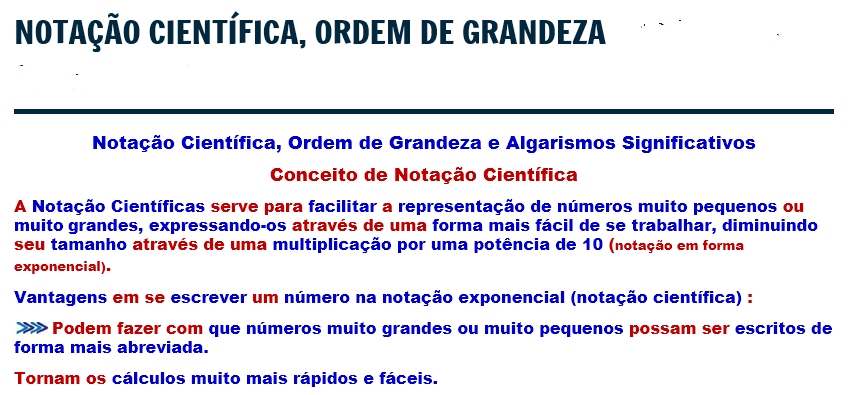 NOTAÇÃO CIENTÍFICA, ORDEM DE GRANDEZA
Notação Científica, Ordem de Grandeza e Algarismos Significativos
Conceito de Notação Científica
A Notação Científicas serve para facilitar a representação de números muito pequenos ou
muito grandes, expressando-os através de uma forma mais fácil de se trabalhar, diminuindo
seu tamanho através de uma multiplicação por uma potência de 10 (notação em forma
exponencial).
Vantagens em se escrever um número na notação exponencial (notação científica) :
Podem fazer com que números muito grandes ou muito pequenos possam ser escritos de
forma mais abreviada.
Tornam os cálculos muito mais rápidos e fáceis.